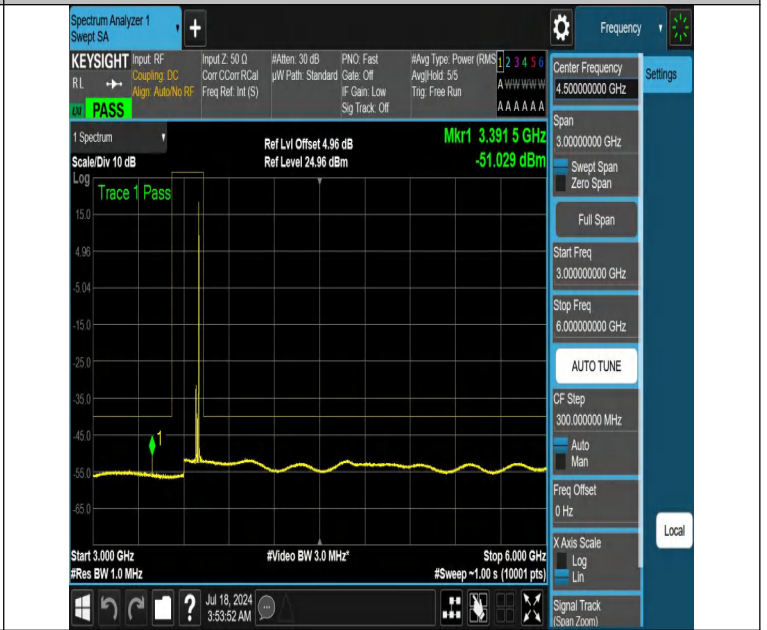 Spectrum Analyzer 1
Swept SA
+
Frequency
KEYSIGHT
RL
LXI
PASS
Input: RF
Coupling: DC
Align: Auto/No RF
Input Z: 50 Ω
Corr CCorr RCal
Freq Ref: Int (S)
#Atten: 30 dB
µW Path: Standard
PNO: Fast
Gate: Off
IF Gain: Low
Sig Track: Off
#Avg Type: Power (RMS
Avg|Hold: 5/5
Trig: Free Run
1 2 3 4 5 6
A W W W W W
A A A A A A
1 Spectrum
Scale/Div 10 dB
Log
Ref Lvl Offset 4.96 dB
Ref Level 24.96 dBm
Mkr1 3.391 5 GHz
-51.029 dBm
Trace 1 Pass
15.0
4.96
-5.04
-15.0
-25.0
-35.0
-45.0
-55.0
-65.0
1
Start 3.000 GHz
#Res BW 1.0 MHz
#Video BW 3.0 MHz*
Stop 6.000 GHz
#Sweep ~1.00 s (10001 pts)
Center Frequency
4.500000000 GHz
Settings
Span
3.00000000 GHz
Swept Span
Zero Span
Full Span
Start Freq
3.000000000 GHz
Stop Freq
6.000000000 GHz
AUTO TUNE
CF Step
300.000000 MHz
Auto
Man
Freq Offset
0 Hz
X Axis Scale
Log
Lin
Local
Signal Track
(Span Zoom)
?
Jul 18, 2024
3:53:52 AM